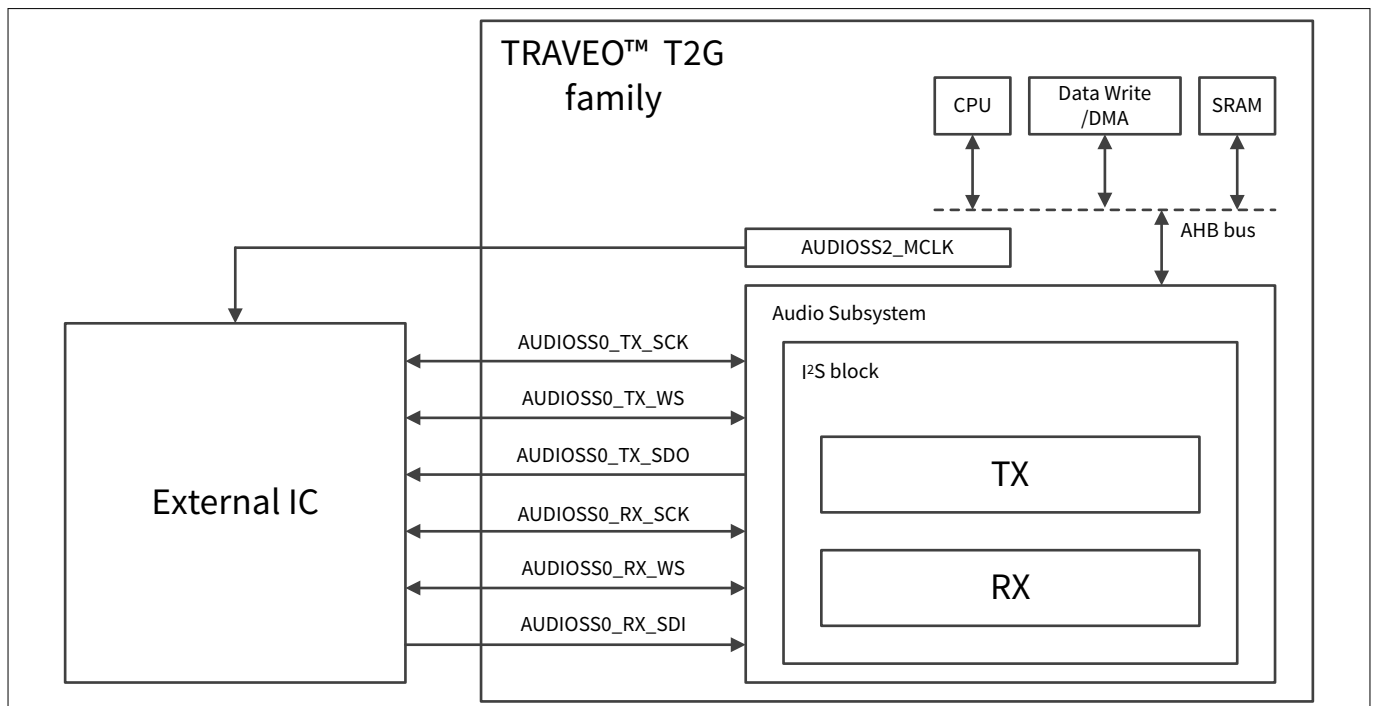 TRAVEO™ T2G
family
CPU
Data Write
/DMA
SRAM
AHB bus
AUDIOSS2_MCLK
Audio Subsystem
I²S block
TX
RX
External IC
AUDIOSS0_TX_SCK
AUDIOSS0_TX_WS
AUDIOSS0_TX_SDO
AUDIOSS0_RX_SCK
AUDIOSS0_RX_WS
AUDIOSS0_RX_SDI